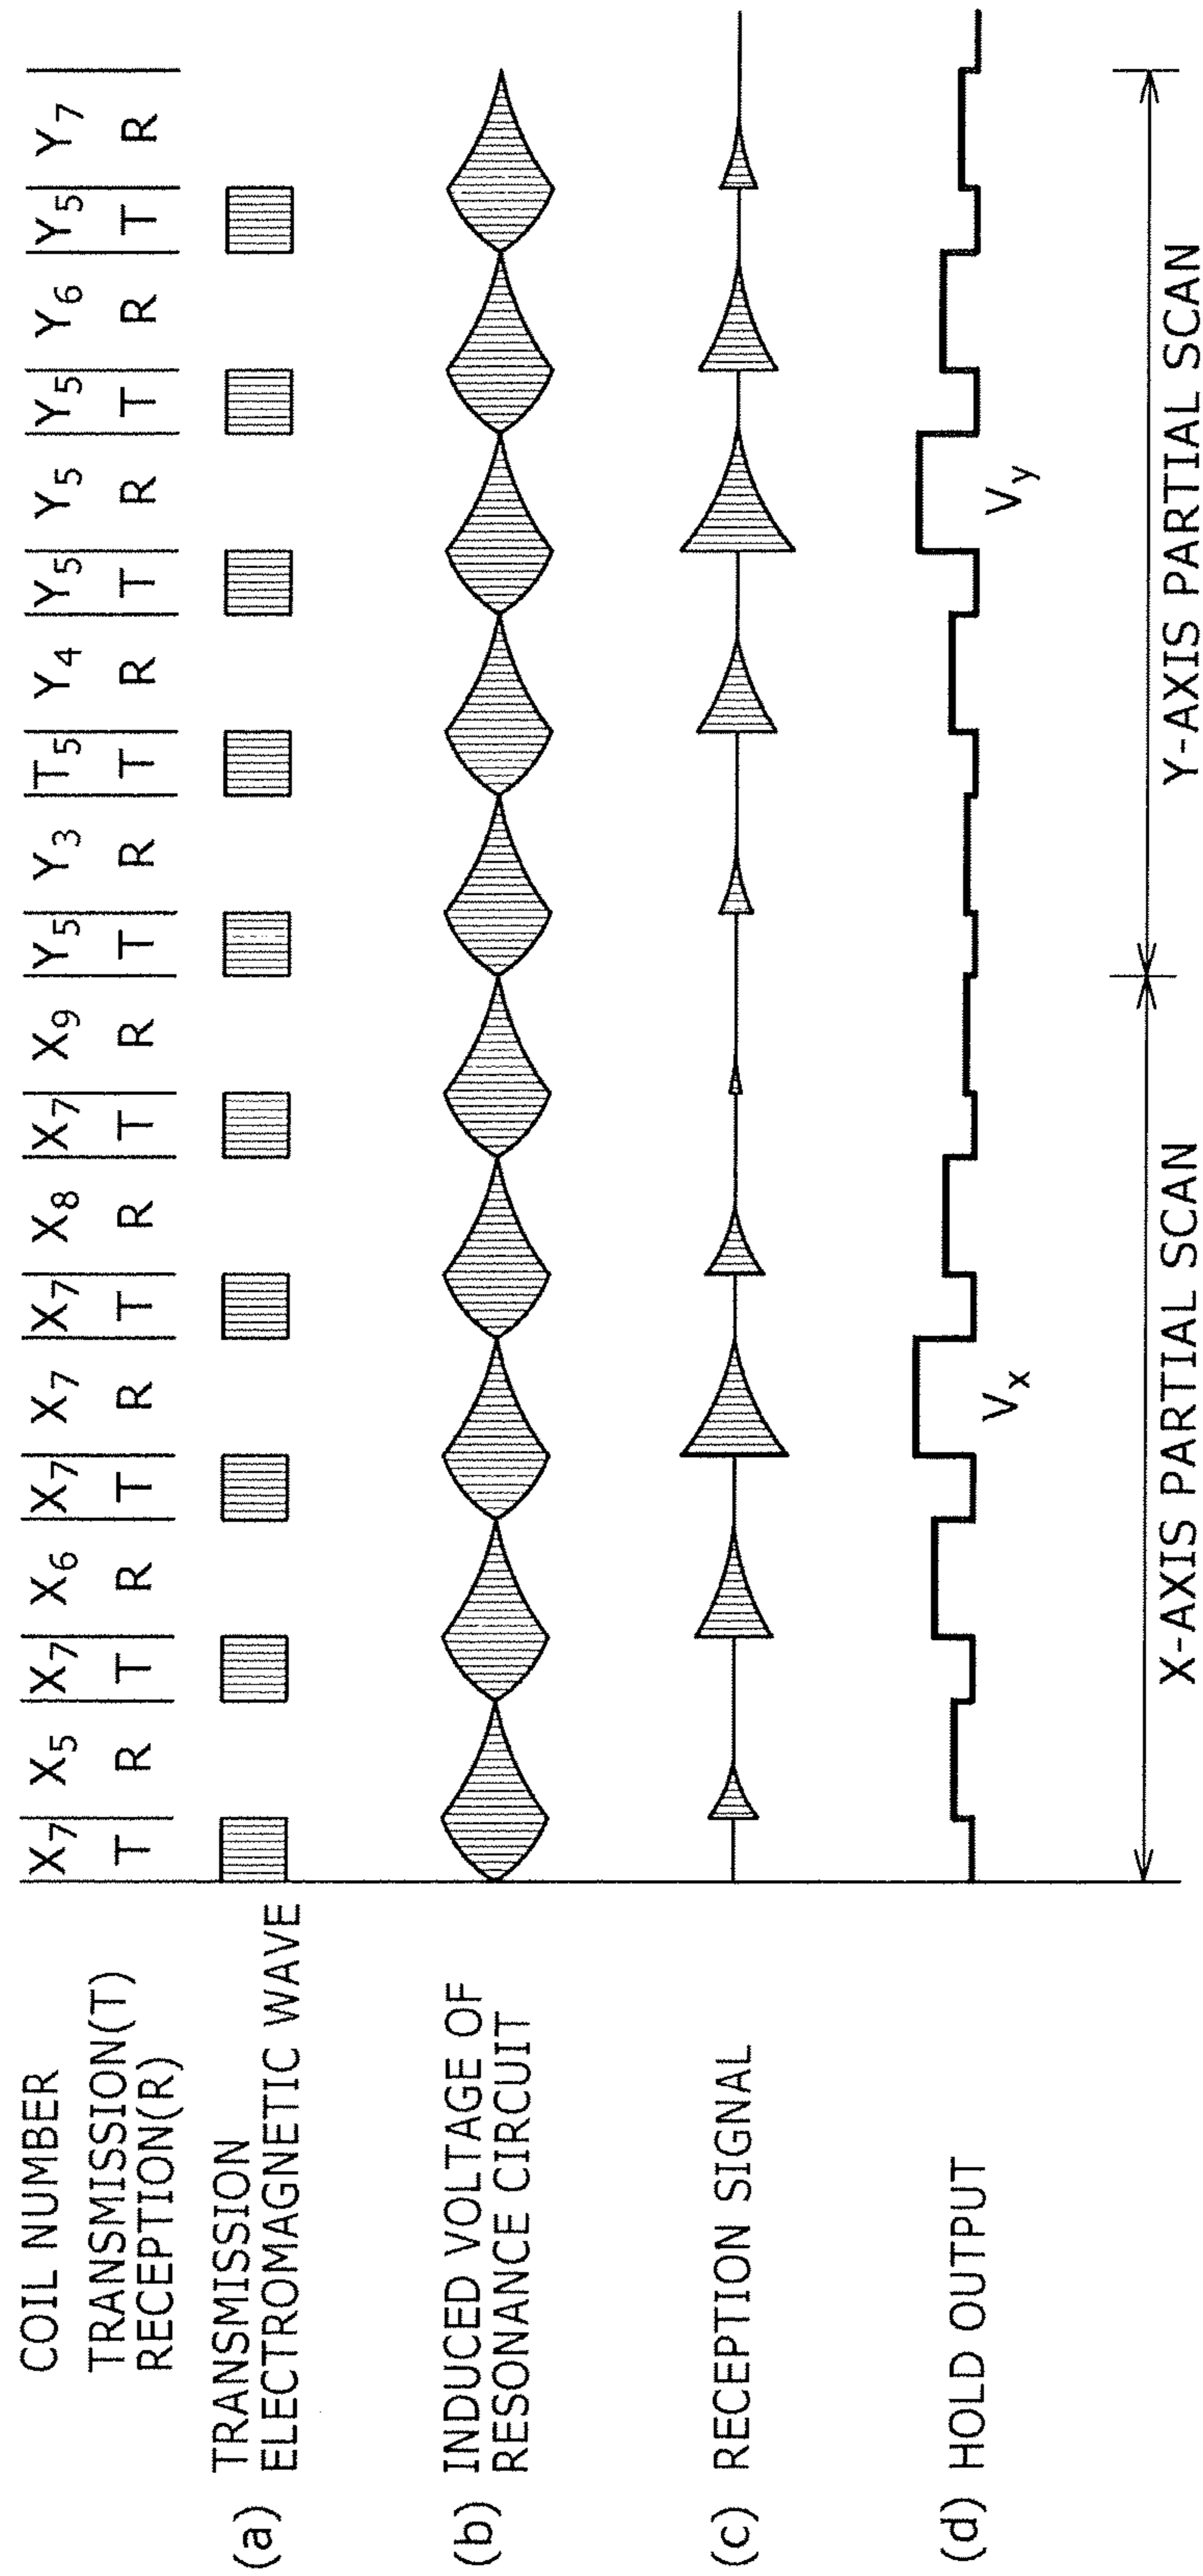 COIL NUMBER
X7 X5 X7 X6 X7 X7 X7 X8 X7 X9 Y5 Y3 T5 Y4 Y5 Y5 Y5 Y6 Y5 Y7
TRANSMISSION(T)
RECEPTION(R)
T R T R T R T R T R T R T R T R T R T R
(a) TRANSMISSION
ELECTROMAGNETIC WAVE
(b) INDUCED VOLTAGE OF
RESONANCE CIRCUIT
(c) RECEPTION SIGNAL
(d) HOLD OUTPUT
Vx Vy
X-AXIS PARTIAL SCAN Y-AXIS PARTIAL SCAN